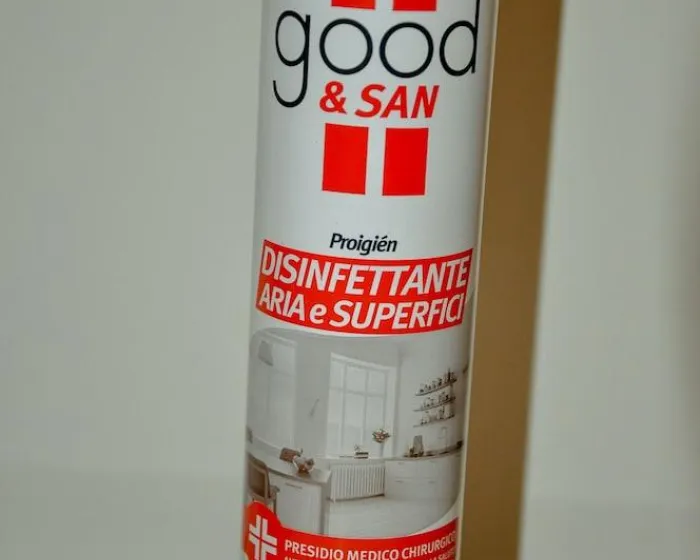 good
& SAN
Proigién
DISINFETTANTE
ARIA e SUPERFICI
PRESIDIO MEDICO CHIRURGICO